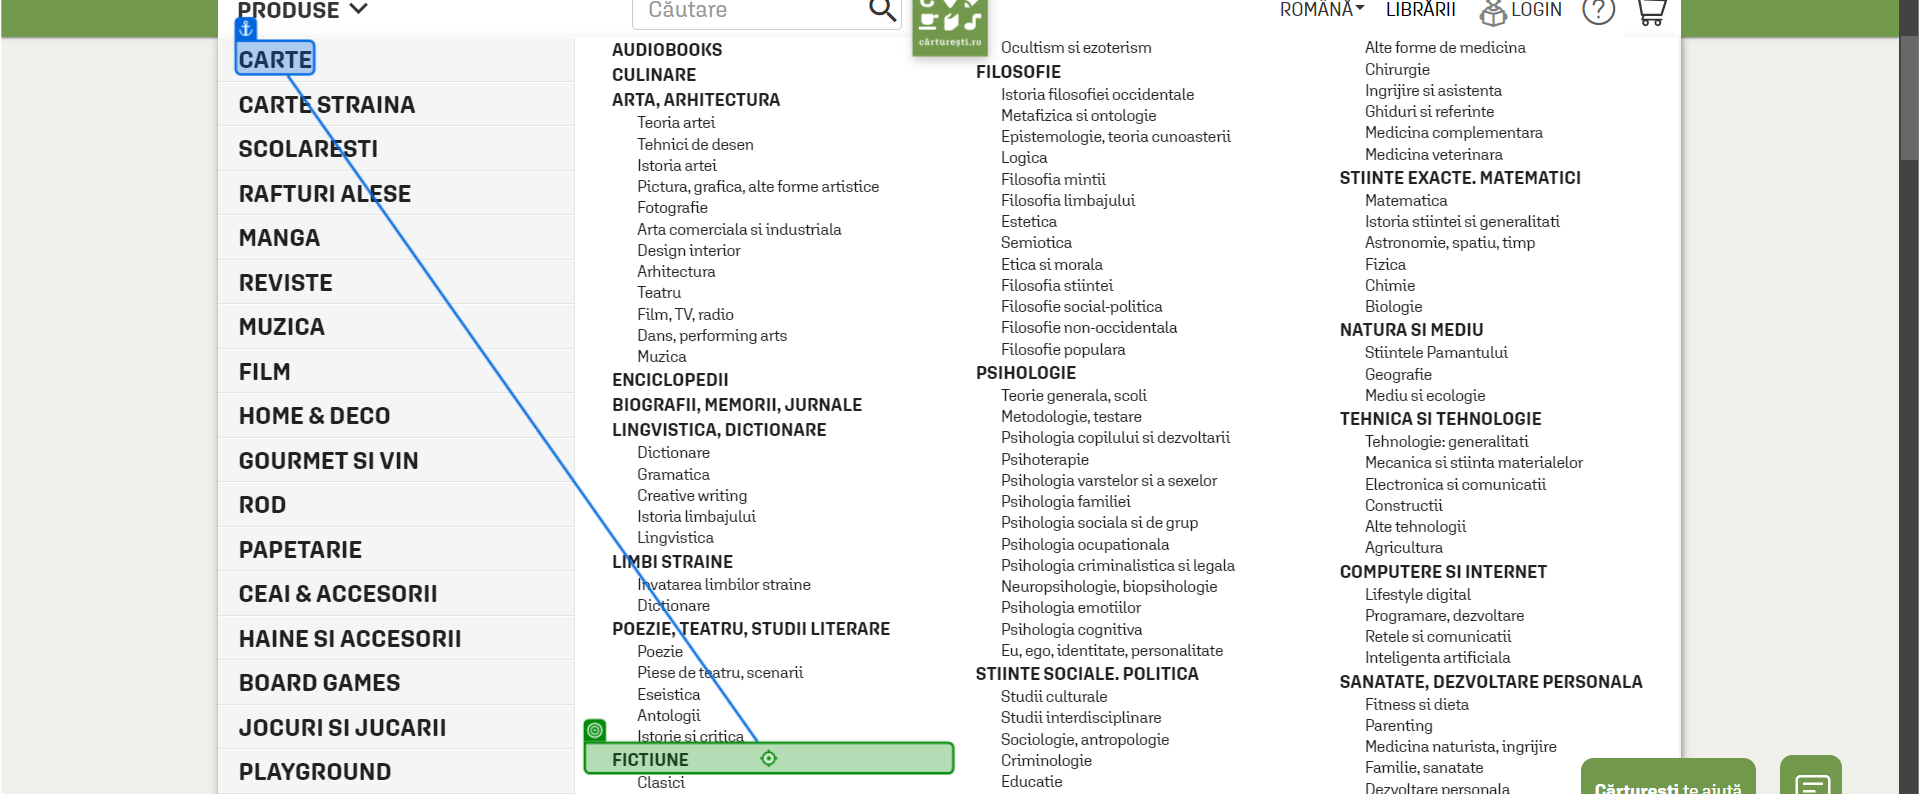 PRODUSE
Căutare
cărturești.ro
ROMÂNĂ
LIBRĂRII
LOGIN
CARTE
CARTE STRAINA
SCOLARESTI
RAFTURI ALESE
MANGA
REVISTE
MUZICA
FILM
HOME & DECO
GOURMET SI VIN
ROD
PAPETARIE
CEAI & ACCESORII
HAINE SI ACCESORII
BOARD GAMES
JOCURI SI JUCARII
PLAYGROUND
AUDIOBOOKS
CULINARE
ARTA, ARHITECTURA
Teoria artei
Tehnici de desen
Istoria artei
Pictura, grafica, alte forme artistice
Fotografie
Arta comerciala si industriala
Design interior
Arhitectura
Teatru
Film, TV, radio
Dans, performing arts
Muzica
ENCICLOPEDII
BIOGRAFII, MEMORII, JURNALE
LINGVISTICA, DICTIONARE
Dictionare
Gramatica
Creative writing
Istoria limbajului
Lingvistica
LIMBI STRAINE
Invatarea limbilor straine
Dictionare
POEZIE, TEATRU, STUDII LITERARE
Poezie
Piese de teatru, scenarii
Eseistica
Antologii
Istorie si critica
FICTIUNE
Clasici
Ocultism si ezoterism
FILOSOFIE
Istoria filosofiei occidentale
Metafizica si ontologie
Epistemologie, teoria cunoasterii
Logica
Filosofia mintii
Filosofia limbajului
Estetica
Semiotica
Etica si morala
Filosofia stiintei
Filosofie social-politica
Filosofie non-occidentala
Filosofie populara
PSIHOLOGIE
Teorie generala, scoli
Metodologie, testare
Psihologia copilului si dezvoltarii
Psihoterapie
Psihologia varstelor si a sexelor
Psihologia familiei
Psihologia sociala si de grup
Psihologia ocupationala
Psihologia criminalistica si legala
Neuropsihologie, biopsihologie
Psihologia emotiilor
Psihologia cognitiva
Eu, ego, identitate, personalitate
STIINTE SOCIALE. POLITICA
Studii culturale
Studii interdisciplinare
Sociologie, antropologie
Criminologie
Educatie
Alte forme de medicina
Chirurgie
Ingrijire si asistenta
Ghiduri si referinte
Medicina complementara
Medicina veterinara
STIINTE EXACTE. MATEMATICI
Matematica
Istoria stiintei si generalitati
Astronomie, spatiu, timp
Fizica
Chimie
Biologie
NATURA SI MEDIU
Stiintele Pamantului
Geografie
Mediu si ecologie
TEHNICA SI TEHNOLOGIE
Tehnologie: generalitati
Mecanica si stiinta materialelor
Electronica si comunicatii
Constructii
Alte tehnologii
Agricultura
COMPUTERE SI INTERNET
Lifestyle digital
Programare, dezvoltare
Retele si comunicatii
Inteligenta artificiala
SANATATE, DEZVOLTARE PERSONALA
Fitness si dieta
Parenting
Medicina naturista, ingrijire
Familie, sanatate
Dezvoltare personala
Cărturești te ajută